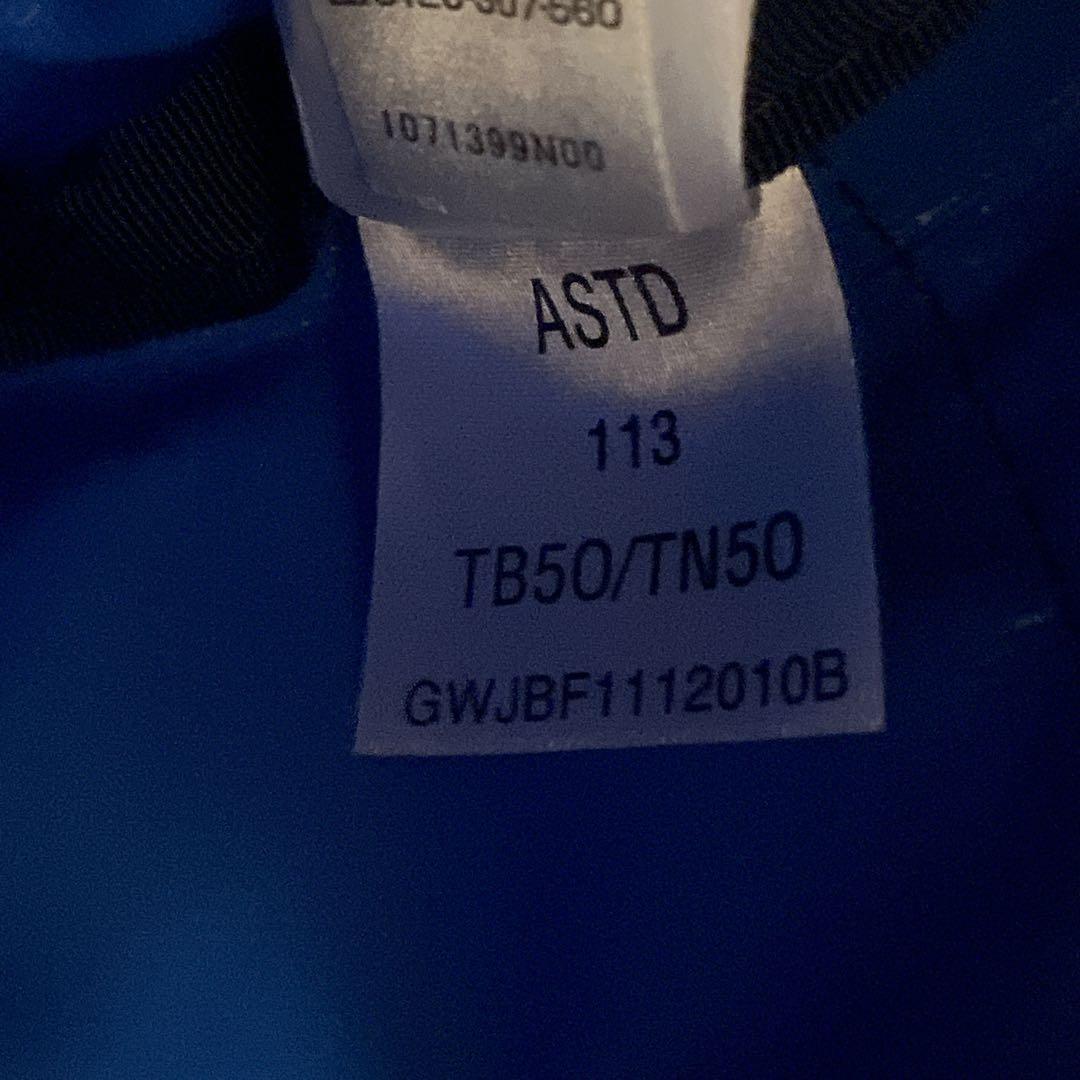 1071399N00
ASTD
113
TB50/TN50
GWJBF1112010B